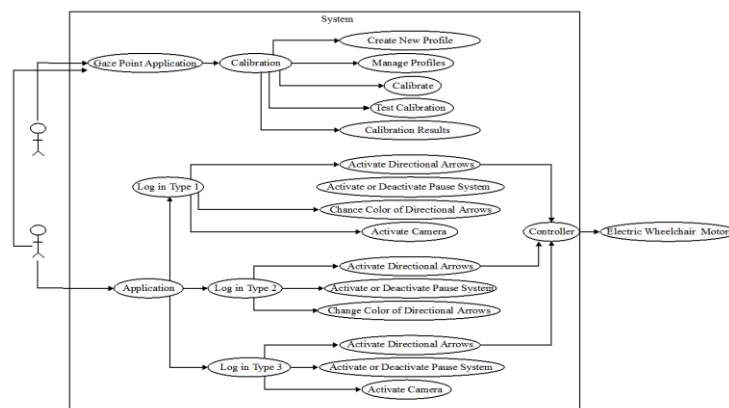 System
Create New Profile
Gaze Point Application
Calibration
Manage Profiles
Calibrate
Test Calibration
Calibration Results
Activate Directional Arrows
Log in Type 1
Activate or Deactivate Pause System
Chance Color of Directional Arrows
Activate Camera
Controller
Electric Wheelchair Motor
Activate Directional Arrows
Application
Log in Type 2
Activate or Deactivate Pause System
Change Color of Directional Arrows
Activate Directional Arrows
Log in Type 3
Activate or Deactivate Pause System
Activate Camera